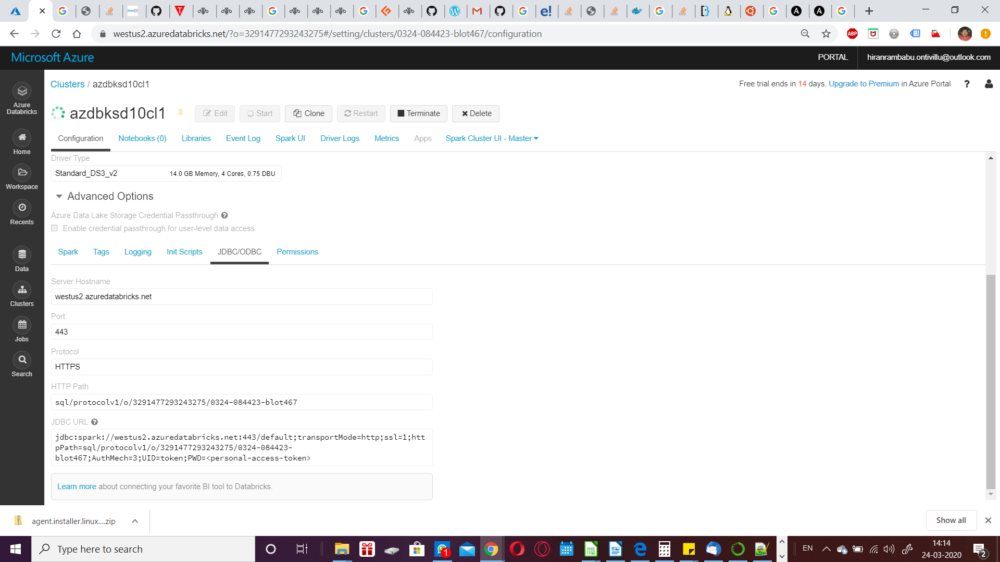 mw[i]
T
e!
A
A
westus2.azuredatabricks.net/?o=3291477293243275#/setting/clusters/0324-084423-blot467/configuration
ABP
Microsoft Azure
PORTAL
hiranrambabu.ontivillu@outlook.com
Clusters / azdbksd10cl1
Free trial ends in 14 days. Upgrade to Premium in Azure Portal
?
azdbksd10cl1
Edit
Start
Clone
Restart
Terminate
Delete
Configuration
Notebooks (0)
Libraries
Event Log
Spark UI
Driver Logs
Metrics
Apps
Spark Cluster UI - Master
Azure
Databricks
Home
Workspace
Recents
Data
Clusters
Jobs
Search
Driver Type
Standard_DS3_v2
14.0 GB Memory, 4 Cores, 0.75 DBU
Advanced Options
Azure Data Lake Storage Credential Passthrough ?
Enable credential passthrough for user-level data access
Spark
Tags
Logging
Init Scripts
JDBC/ODBC
Permissions
Server Hostname
westus2.azuredatabricks.net
Port
443
Protocol
HTTPS
HTTP Path
sql/protocolv1/o/3291477293243275/0324-084423-blot467
JDBC URL ?
jdbc:spark://westus2.azuredatabricks.net:443/default;transportMode=http;ssl=1;htt
pPath=sql/protocolv1/o/3291477293243275/0324-084423-
blot467;AuthMech=3;UID=token;PWD=<personal-access-token>
Learn more about connecting your favorite BI tool to Databricks.
agent.installer.linux....zip
Show all
Type here to search
1
EN
14:14
24-03-2020
2